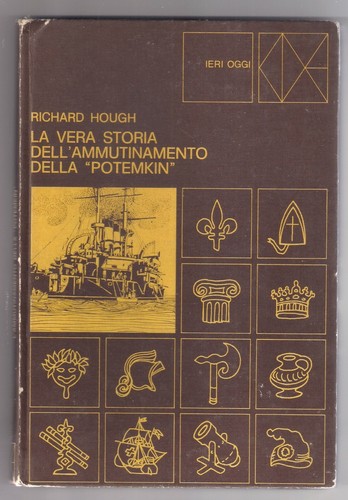 IERI OGGI
RICHARD HOUGH
LA VERA STORIA
DELL'AMMUTINAMENTO
DELLA "POTEMKIN"